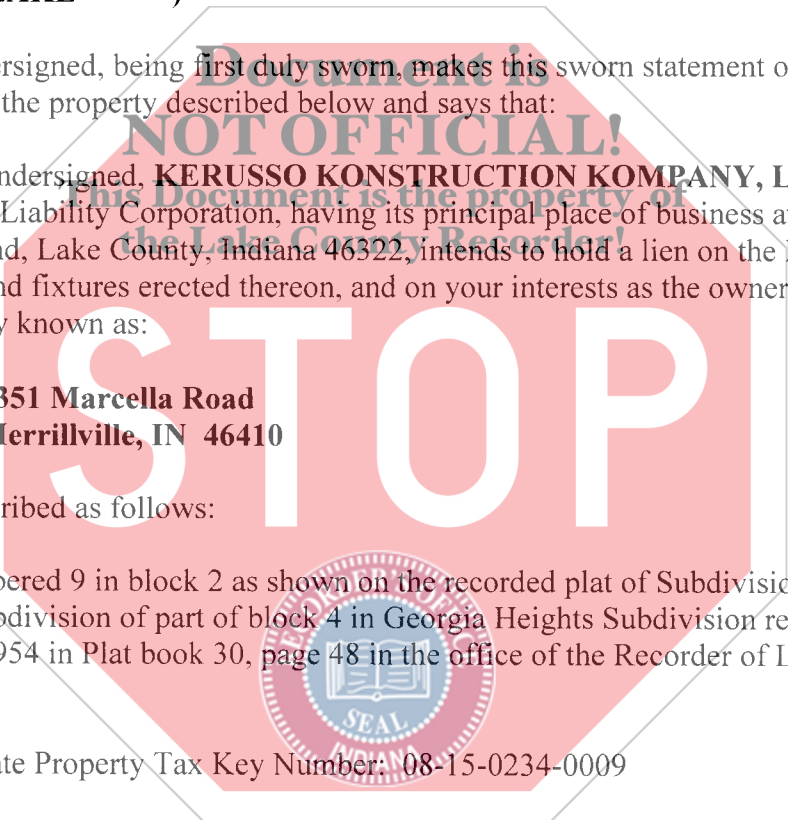 ersigned, being first duly sworn, makes this sworn statement o
Document is
the property described below and says that:
NOT OFFICIAL!
ndersigned, KERUSSO KONSTRUCTION KOMPANY, L
This Document is the property of
Liability Corporation, having its principal place of business a
the Lake County Recorder!
nd, Lake County, Indiana 46322, intends to hold a lien on the
nd fixtures erected thereon, and on your interests as the owner
y known as:
STOP
351 Marcella Road
Merrillville, IN 46410
ribed as follows:
bered 9 in block 2 as shown on the recorded plat of Subdivisio
bdivision of part of block 4 in Georgia Heights Subdivision re
954 in Plat book 30, page 48 in the office of the Recorder of L
SEAL
INDIANA
ate Property Tax Key Number: 08-15-0234-0009